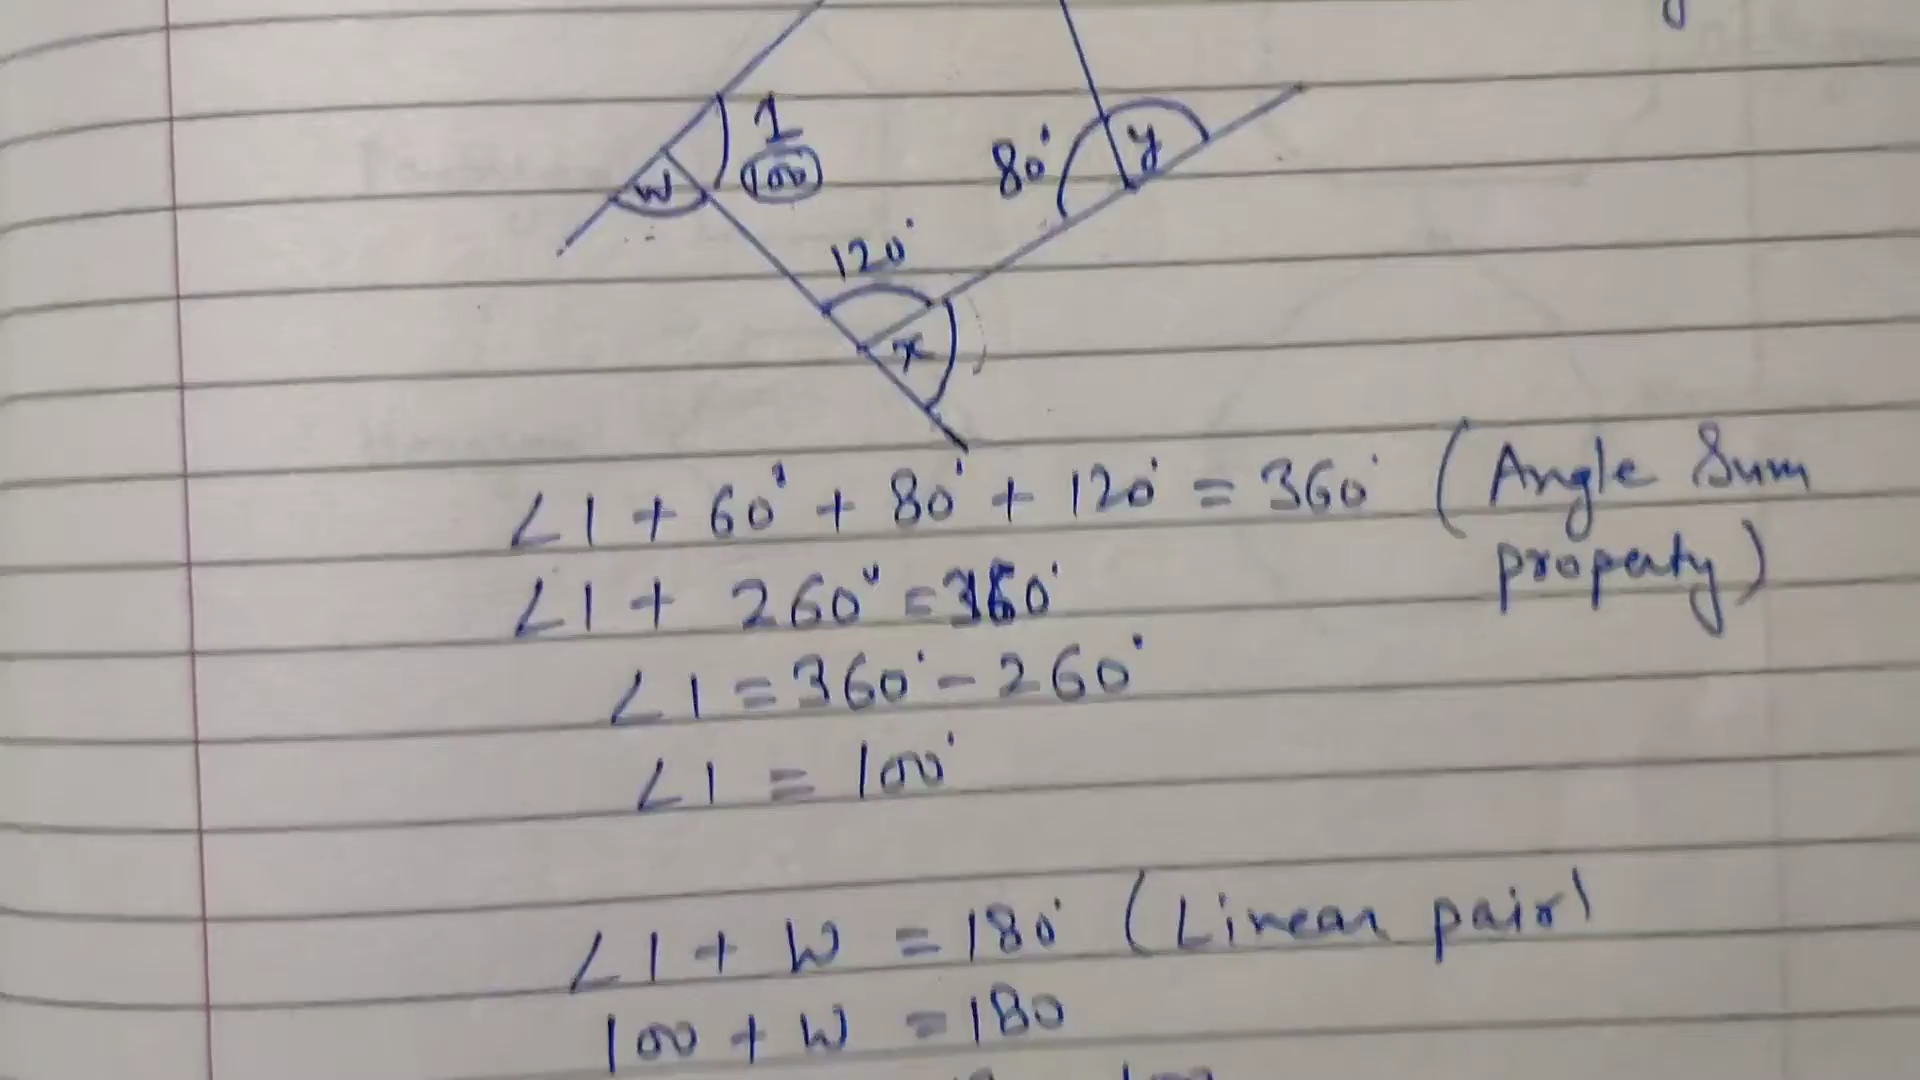 1
100
w
80°
y
120°
x
∠1 + 60° + 80° + 120° = 360° (Angle Sum
property)
∠1 + 260° = 360°
∠1 = 360° - 260°
∠1 = 100°
∠1 + W = 180° (Linear pair)
100 + W = 180